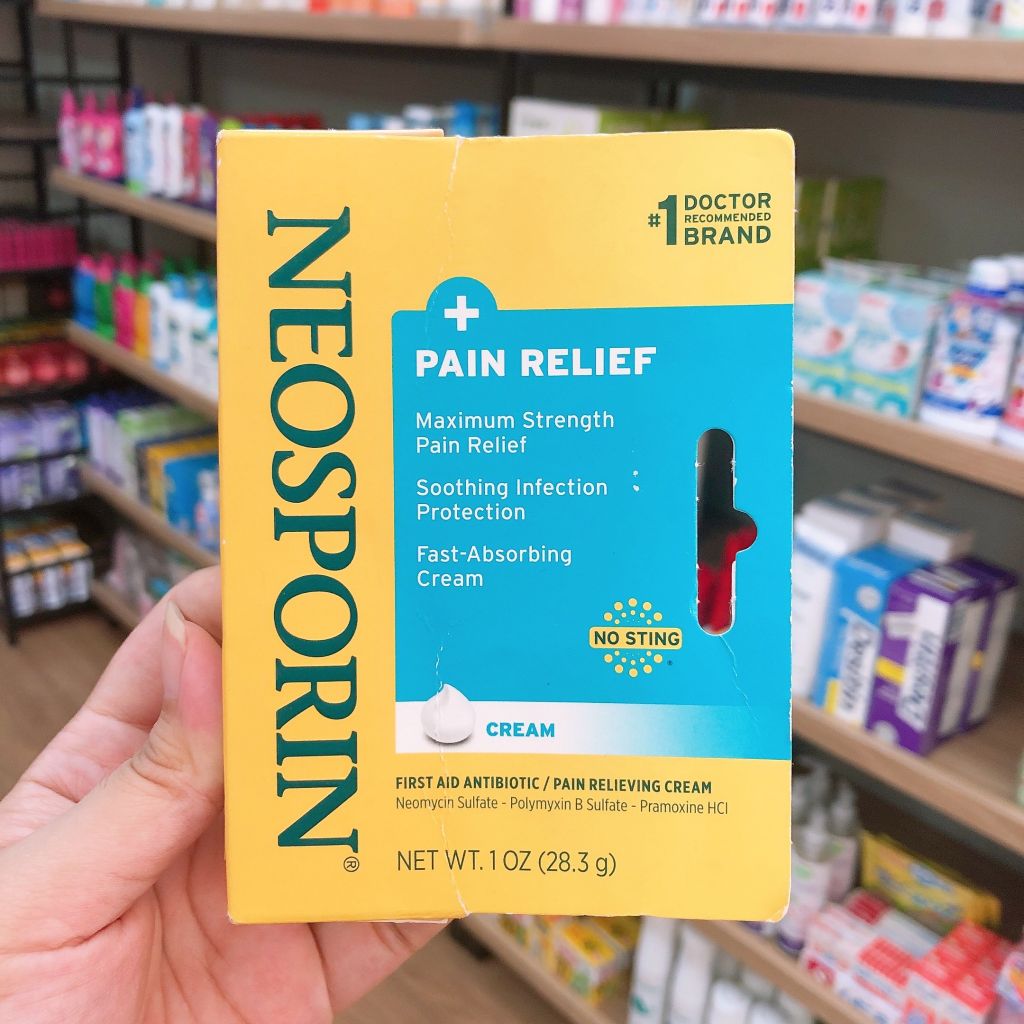 NEOSPORIN®
#1 DOCTOR
RECOMMENDED
BRAND
PAIN RELIEF
Maximum Strength
Pain Relief
Soothing Infection
Protection
Fast-Absorbing
Cream
NO STING
CREAM
FIRST AID ANTIBIOTIC / PAIN RELIEVING CREAM
Neomycin Sulfate - Polymyxin B Sulfate - Pramoxine HCl
NET WT. 1 OZ (28.3 g)